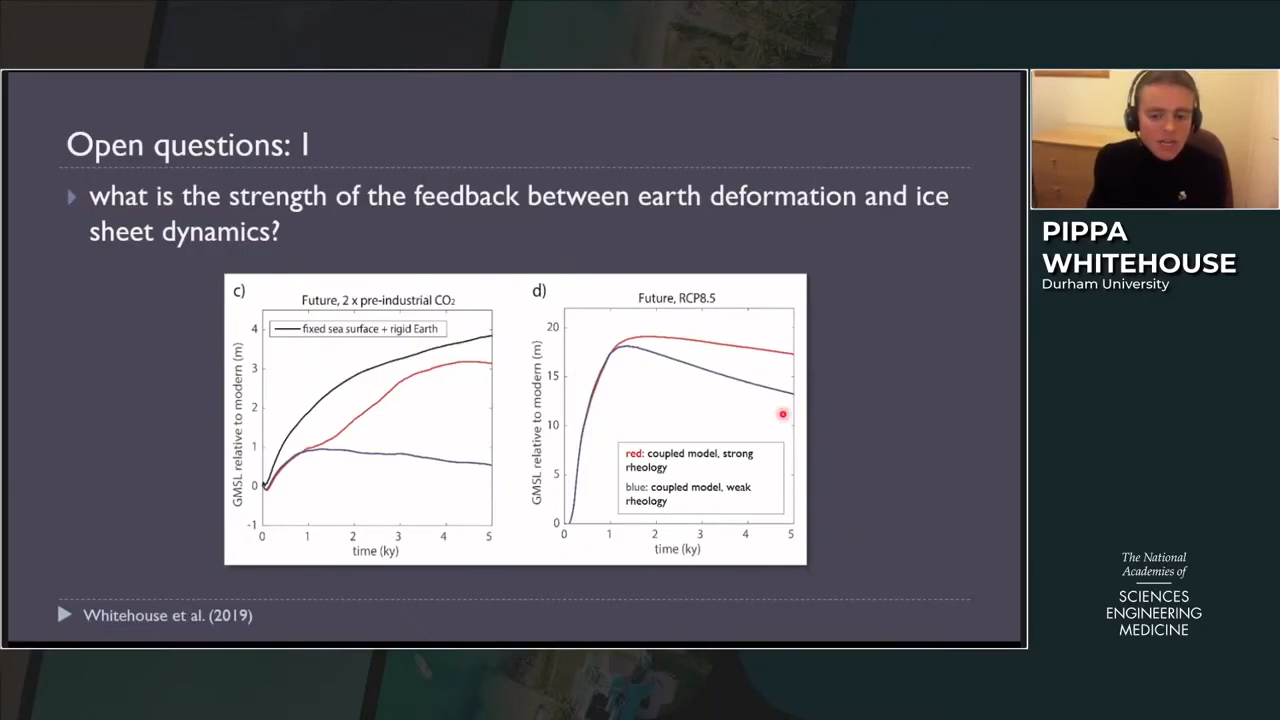 Open questions: I
what is the strength of the feedback between earth deformation and ice
sheet dynamics?
c)
Future, 2 x pre-industrial CO₂
fixed sea surface + rigid Earth
GMSL relative to modern (m)
4
3
2
1
0
-1
0 1 2 3 4 5
time (ky)
d)
Future, RCP8.5
GMSL relative to modern (m)
20
15
10
5
0
red: coupled model, strong
rheology
blue: coupled model, weak
rheology
0 1 2 3 4 5
time (ky)
Whitehouse et al. (2019)
PIPPA
WHITEHOUSE
Durham University
The National
Academies of
SCIENCES
ENGINEERING
MEDICINE